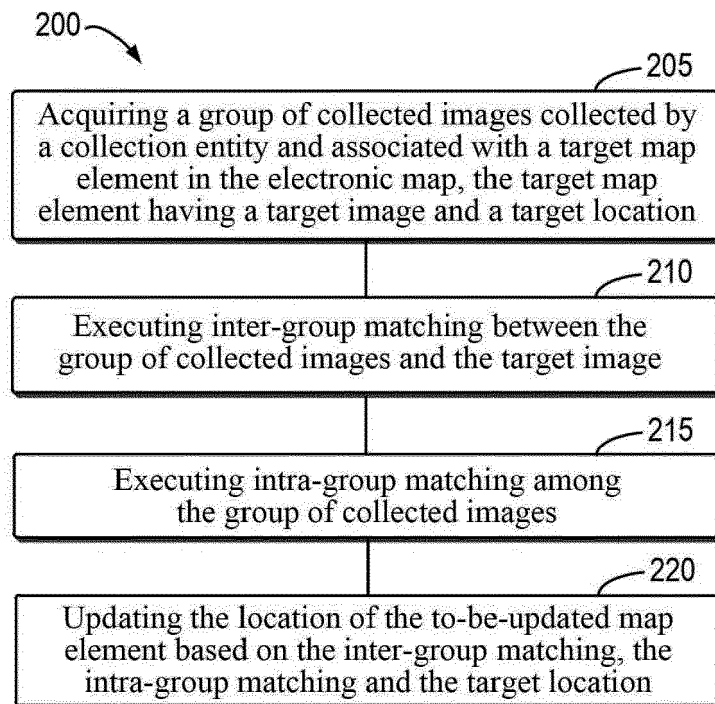 200
205
Acquiring a group of collected images collected by
a collection entity and associated with a target map
element in the electronic map, the target map
element having a target image and a target location
210
Executing inter-group matching between the
group of collected images and the target image
215
Executing intra-group matching among
the group of collected images
220
Updating the location of the to-be-updated map
element based on the inter-group matching, the
intra-group matching and the target location